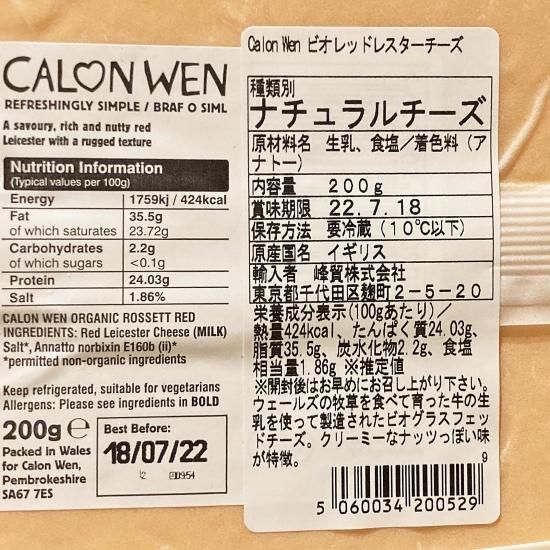 CALON WEN
REFRESHINGLY SIMPLE / BRAF O SIML
A savoury, rich and nutty red
Leicester with a rugged texture
Nutrition Information
(Typical values per 100g)
Energy 1759kj / 424kcal
Fat 35.5g
of which saturates 23.72g
Carbohydrates 2.2g
of which sugars <0.1g
Protein 24.03g
Salt 1.86%
CALON WEN ORGANIC ROSSETT RED
INGREDIENTS: Red Leicester Cheese (MILK)
Salt*, Annatto norbixin E160b (ii)*
*permitted non-organic ingredients
Keep refrigerated, suitable for vegetarians
Allergens: Please see ingredients in BOLD
200g e
Packed in Wales
for Calon Wen,
Pembrokeshire
SA67 7ES
Best Before:
18/07/22
Calon Wen ビオレッドレスターチーズ
種類別
ナチュラルチーズ
原材料名 生乳、食塩／着色料（ア
ナトー）
内容量 200g
賞味期限 22.7.18
保存方法 要冷蔵（10℃以下）
原産国名 イギリス
輸入者 峰貿株式会社
東京都千代田区麹町2-5-20
栄養成分表示(100gあたり)／
熱量424kcal、たんぱく質24.03g、
脂質35.5g、炭水化物2.2g、食塩
相当量1.86g ※推定値
※開封後はお早めにお召し上がり下さい。
ウェールズの牧草を食べて育った牛の生
乳を使って製造されたビオグラスフェッ
ドチーズ。クリーミーなナッツっぽい味
が特徴。
9
5 060034 200529